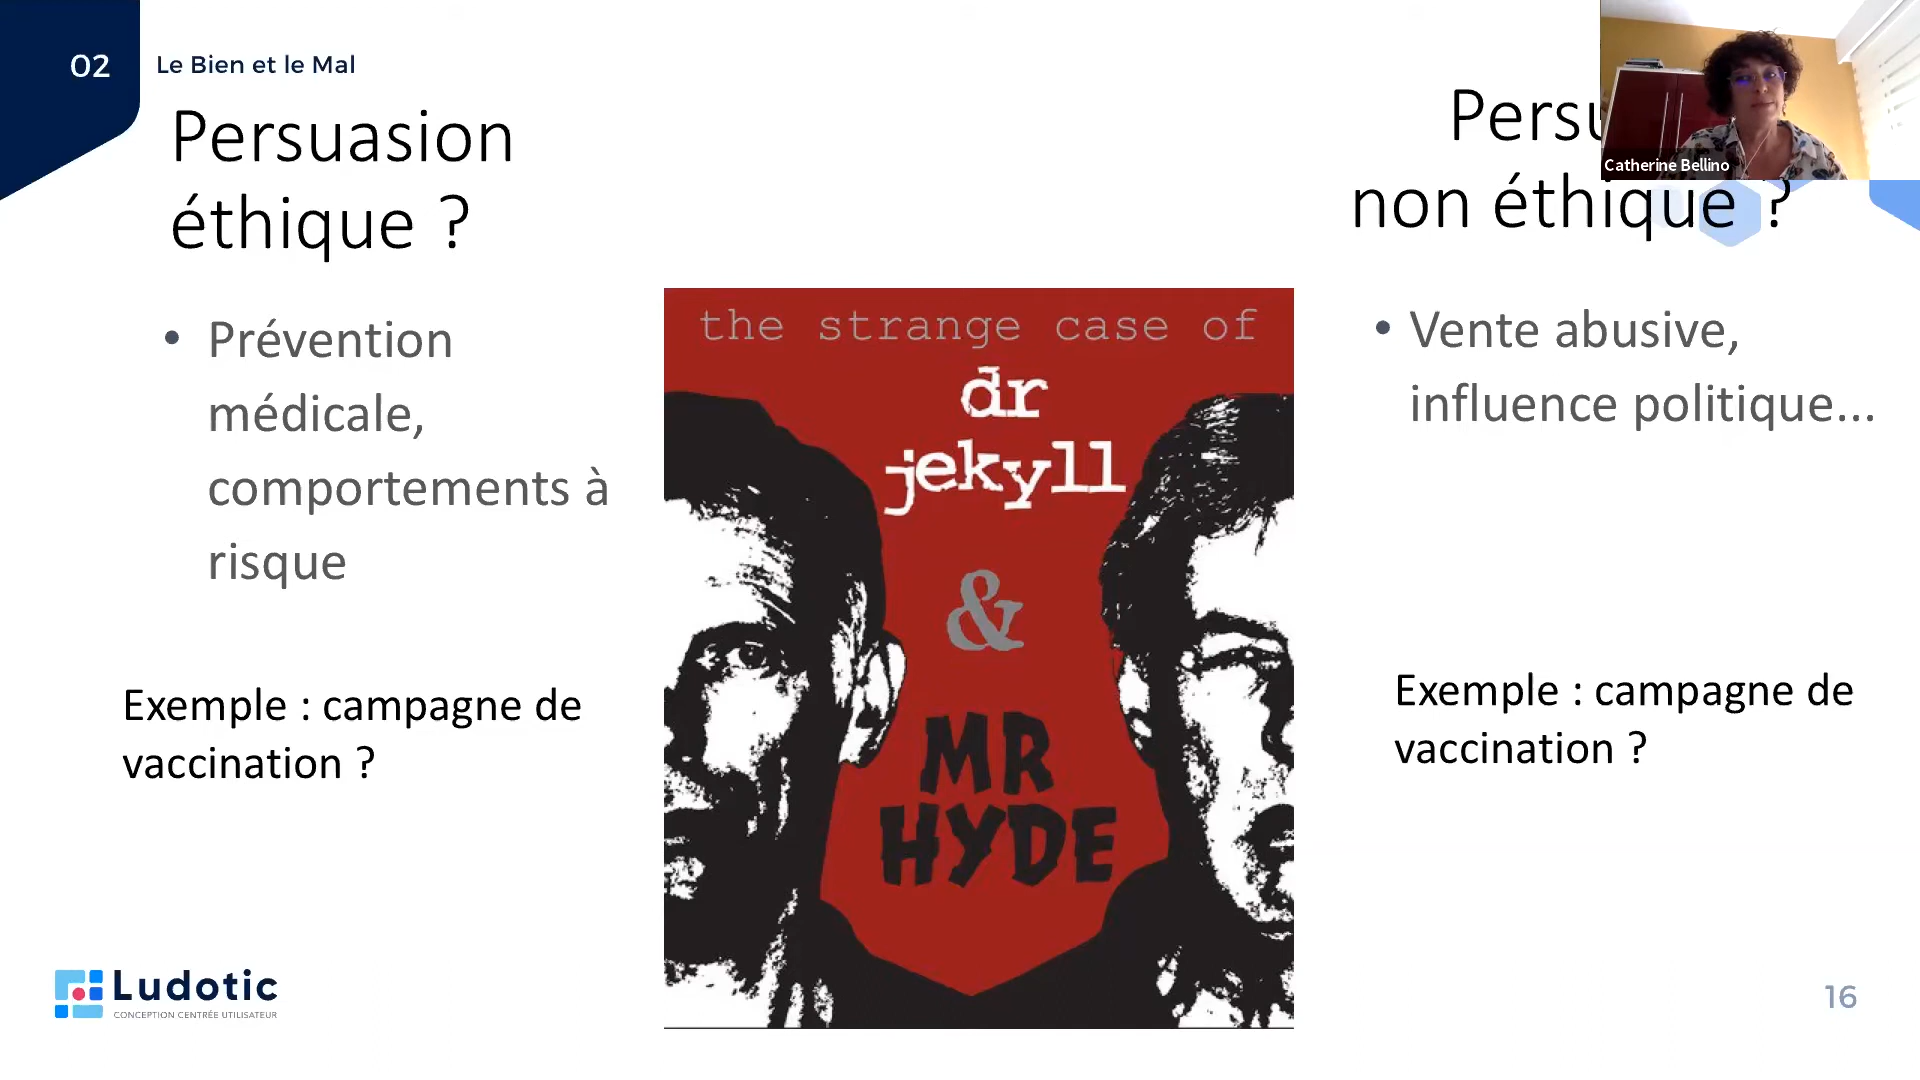 02
Le Bien et le Mal
Persuasion
éthique ?
• Prévention
médicale,
comportements à
risque
Exemple : campagne de
vaccination ?
the strange case of
dr
jekyll
&
MR
HYDE
Catherine Bellino
non éthique ?
• Vente abusive,
influence politique...
Exemple : campagne de
vaccination ?
Ludotic
CONCEPTION CENTRÉE UTILISATEUR
16